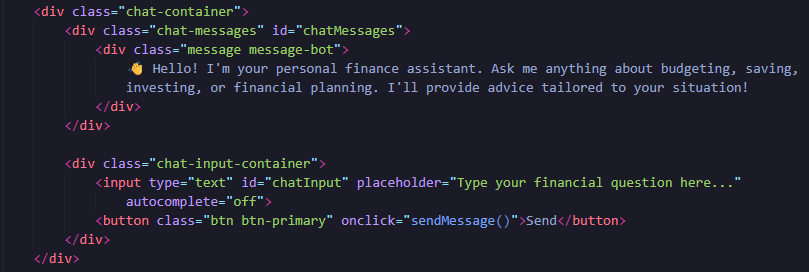 <div class="chat-container">
<div class="chat-messages" id="chatMessages">
<div class="message message-bot">
👋 Hello! I'm your personal finance assistant. Ask me anything about budgeting, saving,
investing, or financial planning. I'll provide advice tailored to your situation!
</div>
</div>
<div class="chat-input-container">
<input type="text" id="chatInput" placeholder="Type your financial question here..."
autocomplete="off">
<button class="btn btn-primary" onclick="sendMessage()">Send</button>
</div>
</div>